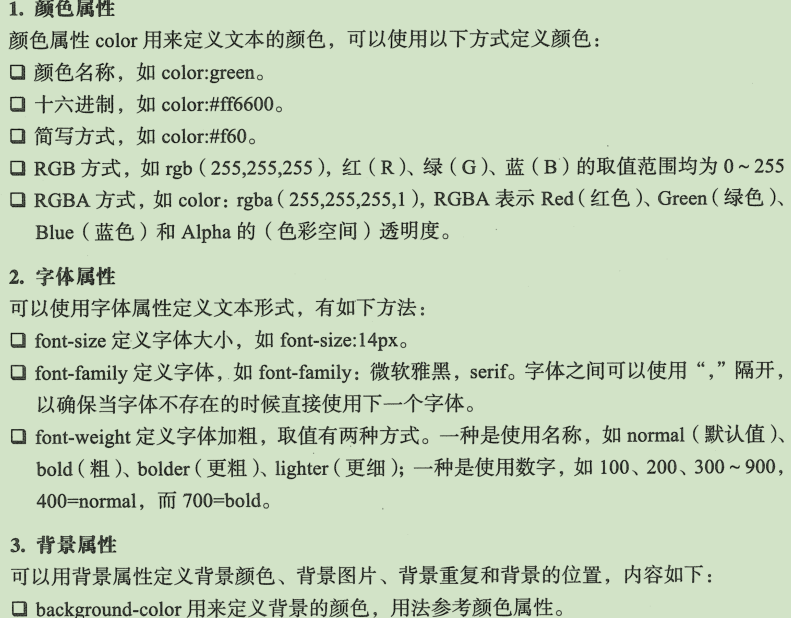 1. 颜色属性
颜色属性 color 用来定义文本的颜色，可以使用以下方式定义颜色：
❑ 颜色名称，如 color:green。
❑ 十六进制，如 color:#ff6600。
❑ 简写方式，如 color:#f60。
❑ RGB 方式，如 rgb（255,255,255），红（R）、绿（G）、蓝（B）的取值范围均为 0～255
❑ RGBA 方式，如 color：rgba（255,255,255,1），RGBA 表示 Red（红色）、Green（绿色）、
Blue（蓝色）和 Alpha 的（色彩空间）透明度。
2. 字体属性
可以使用字体属性定义文本形式，有如下方法：
❑ font-size 定义字体大小，如 font-size:14px。
❑ font-family 定义字体，如 font-family：微软雅黑，serif。字体之间可以使用“，”隔开，
以确保当字体不存在的时候直接使用下一个字体。
❑ font-weight 定义字体加粗，取值有两种方式。一种是使用名称，如 normal（默认值）、
bold（粗）、bolder（更粗）、lighter（更细）；一种是使用数字，如 100、200、300～900，
400=normal，而 700=bold。
3. 背景属性
可以用背景属性定义背景颜色、背景图片、背景重复和背景的位置，内容如下：
❑ background-color 用来定义背景的颜色，用法参考颜色属性。